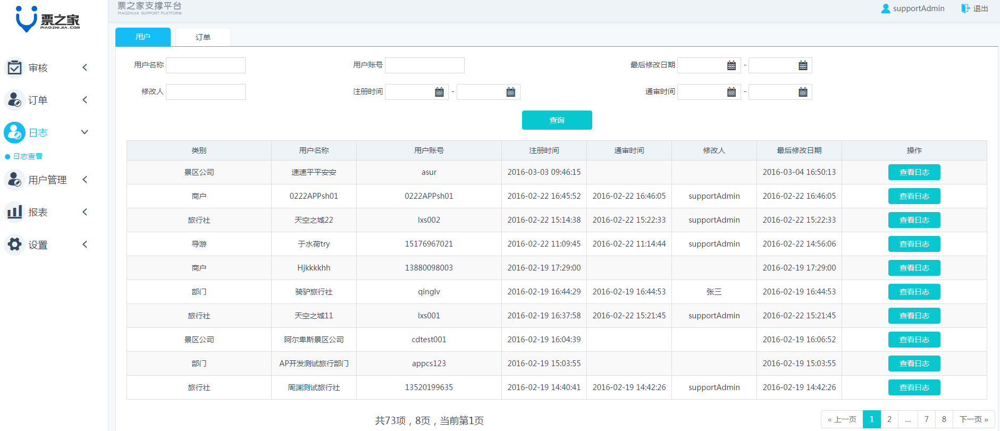 票之家
PIAOZHIJIA.COM
票之家支撑平台
PIAOZHIJIA SUPPORT PLATFORM
supportAdmin 退出
审核
订单
日志
日志查看
用户管理
报表
设置
用户 订单
用户名称 用户账号 最后修改日期 -
修改人 注册时间 - 通审时间 -
查询
类别 用户名称 用户账号 注册时间 通审时间 修改人 最后修改日期 操作
景区公司 速速平平安安 asur 2016-03-03 09:46:15 2016-03-04 16:50:13 查看日志
商户 0222APPsh01 0222APPsh01 2016-02-22 16:45:52 2016-02-22 16:46:05 supportAdmin 2016-02-22 16:46:05 查看日志
旅行社 天空之城22 lxs002 2016-02-22 15:14:38 2016-02-22 15:22:33 supportAdmin 2016-02-22 15:22:33 查看日志
导游 于水荷try 15176967021 2016-02-22 11:09:45 2016-02-22 11:14:44 supportAdmin 2016-02-22 14:56:06 查看日志
商户 Hjkkkkhh 13880098003 2016-02-19 17:29:00 2016-02-19 17:29:00 查看日志
部门 骑驴旅行社 qinglv 2016-02-19 16:44:29 2016-02-19 16:44:53 张三 2016-02-19 16:44:53 查看日志
旅行社 天空之城11 lxs001 2016-02-19 16:37:58 2016-02-22 15:21:45 supportAdmin 2016-02-22 15:21:45 查看日志
景区公司 阿尔卑斯景区公司 cdtest001 2016-02-19 16:04:39 2016-02-19 16:06:52 查看日志
部门 AP开发测试旅行部门 appcs123 2016-02-19 15:03:55 2016-02-19 15:03:55 查看日志
旅行社 周渊测试旅行社 13520199635 2016-02-19 14:40:41 2016-02-19 14:42:26 supportAdmin 2016-02-19 14:42:26 查看日志
共73项，8页，当前第1页 « 上一页 1 2 ... 7 8 下一页 »